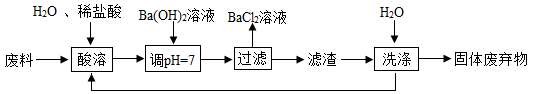 H₂O 、稀盐酸 Ba(OH)₂溶液 BaCl₂溶液 H₂O
废料 酸溶 调pH=7 过滤 滤渣 洗涤 固体废弃物